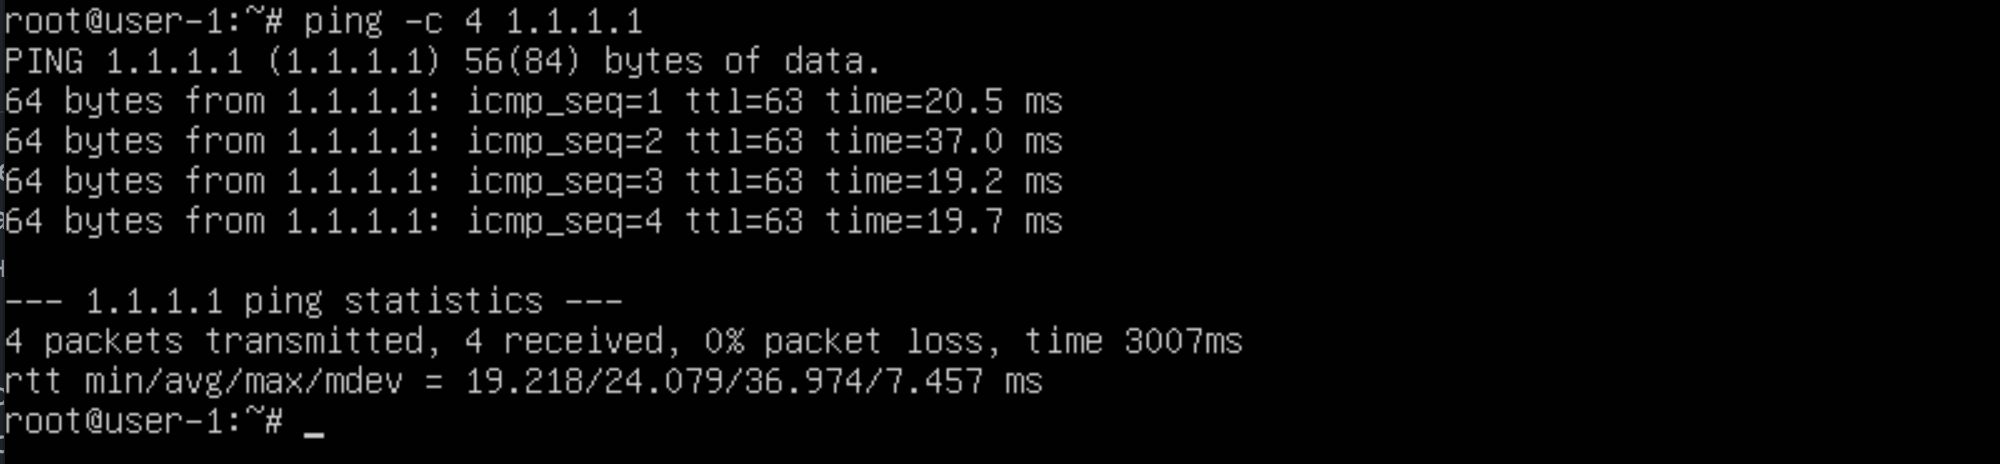 root@user-1:~# ping -c 4 1.1.1.1
PING 1.1.1.1 (1.1.1.1) 56(84) bytes of data.
64 bytes from 1.1.1.1: icmp_seq=1 ttl=63 time=20.5 ms
64 bytes from 1.1.1.1: icmp_seq=2 ttl=63 time=37.0 ms
64 bytes from 1.1.1.1: icmp_seq=3 ttl=63 time=19.2 ms
64 bytes from 1.1.1.1: icmp_seq=4 ttl=63 time=19.7 ms

--- 1.1.1.1 ping statistics ---
4 packets transmitted, 4 received, 0% packet loss, time 3007ms
rtt min/avg/max/mdev = 19.218/24.079/36.974/7.457 ms
root@user-1:~# _